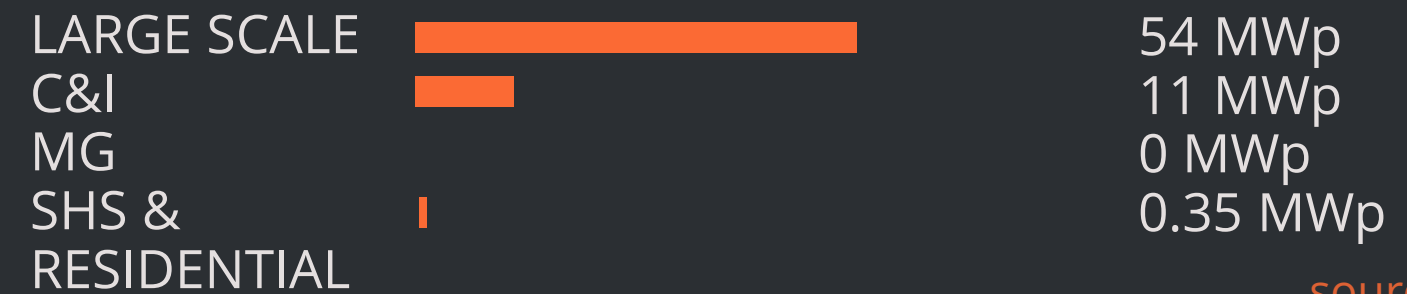 LARGE SCALE 54 MWp
C&I 11 MWp
MG 0 MWp
SHS & 0.35 MWp
RESIDENTIAL